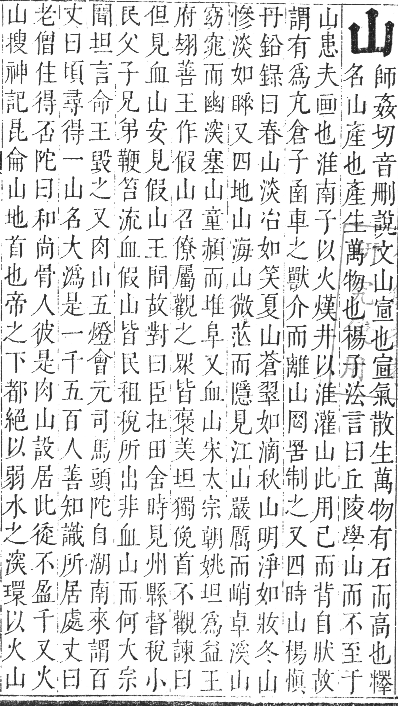 山
師姦切音刪說文山宣也宣氣散生萬物有石而高也釋
名山產也產生萬物也楊子法言曰丘陵學山而不至于
山患夫画也淮南子以火熯井以淮灌山此用己而背自肰故
謂有爲亢倉子函車之獸介而離山罔罟制之又四時山楊愼
丹鉛錄曰春山淡冶如笑夏山蒼翠如滴秋山明淨如妝冬山
慘淡如睡又四地山海山微茫而隱見江山嚴厲而峭卓溪山
窈窕而幽深塞山童赬而堆阜又血山宋太宗朝姚坦爲益王
府翊善王作假山召僚屬觀之眾皆褒美坦獨俛首不觀諫曰
但見血山安見假山王問故對曰臣在田舍時見州縣督稅小
民父子兄弟鞭笞流血假山皆民租稅所出非血山而何大宗
聞坦言命王毀之又肉山五燈會元司馬頭陀自湖南來謂百
丈曰頃尋得一山名大潙是一千五百人善知識所居處丈曰
老僧住得否陀曰和尚骨人彼是肉山設居此徒不盈千又火
山搜神記昆侖山地首也帝之下都絕以弱水之深環以火山